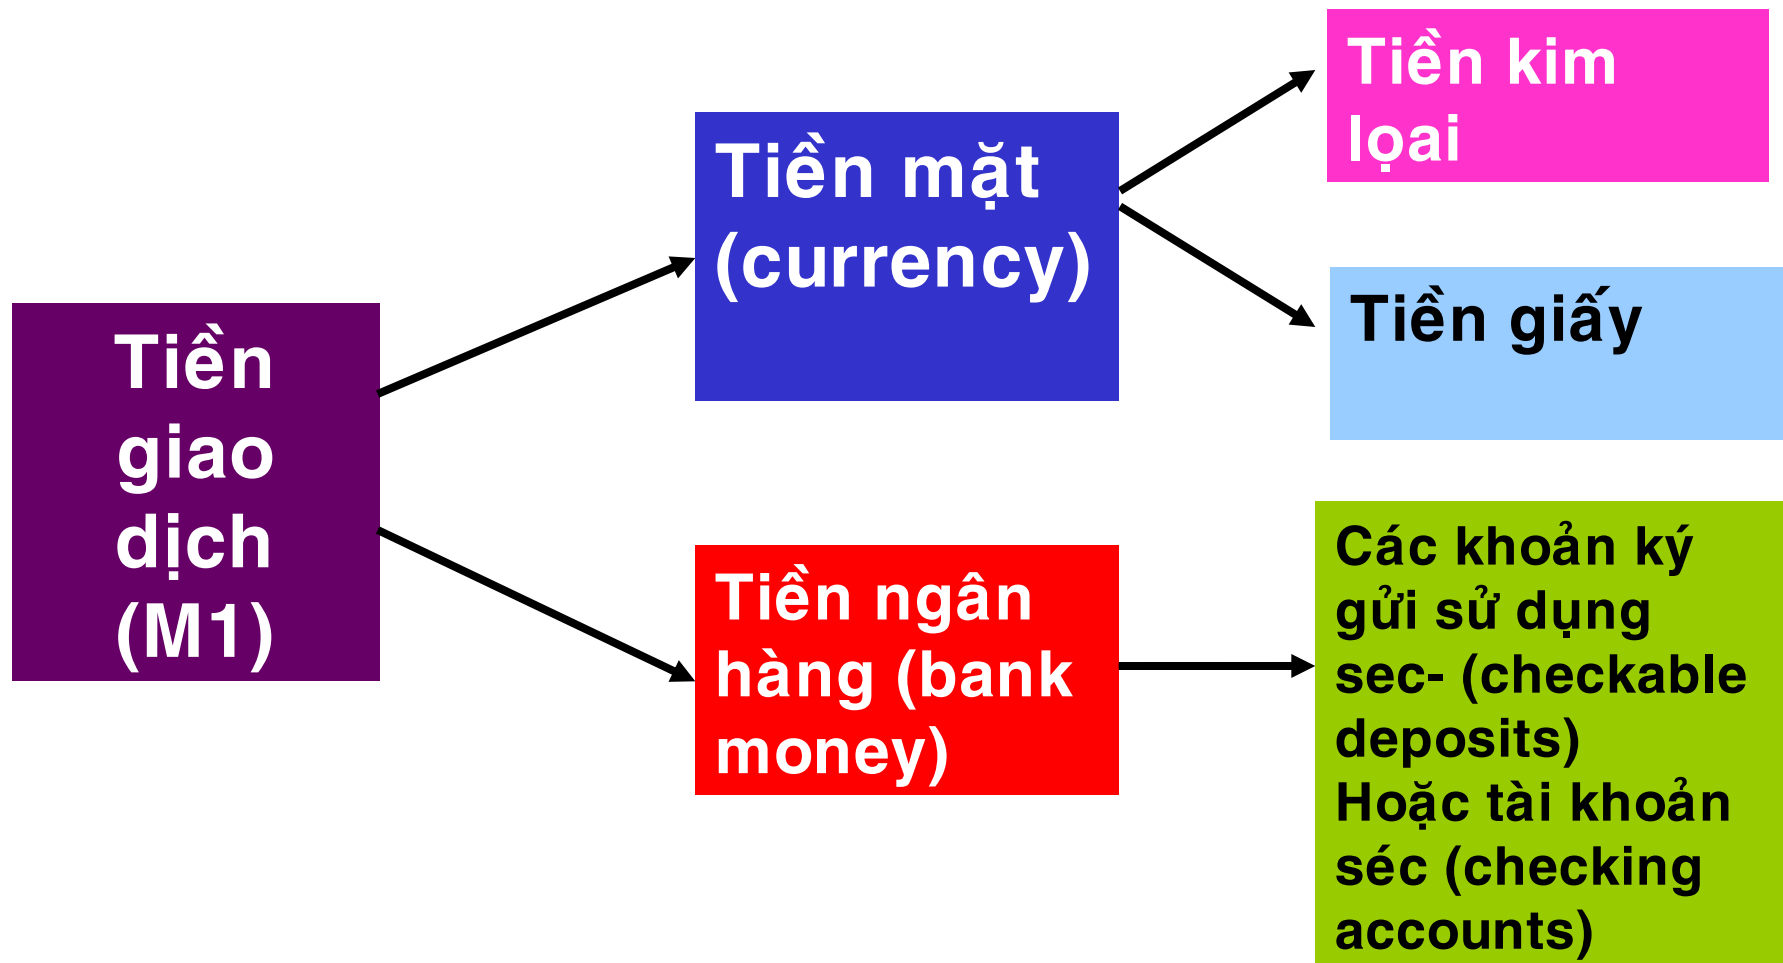 Tiền kim
lọai
Tiền mặt
(currency)
Tiền giấy
Tiền
giao
dịch
(M1)
Tiền ngân
hàng (bank
money)
Các khoản ký
gửi sử dụng
sec- (checkable
deposits)
Hoặc tài khoản
séc (checking
accounts)